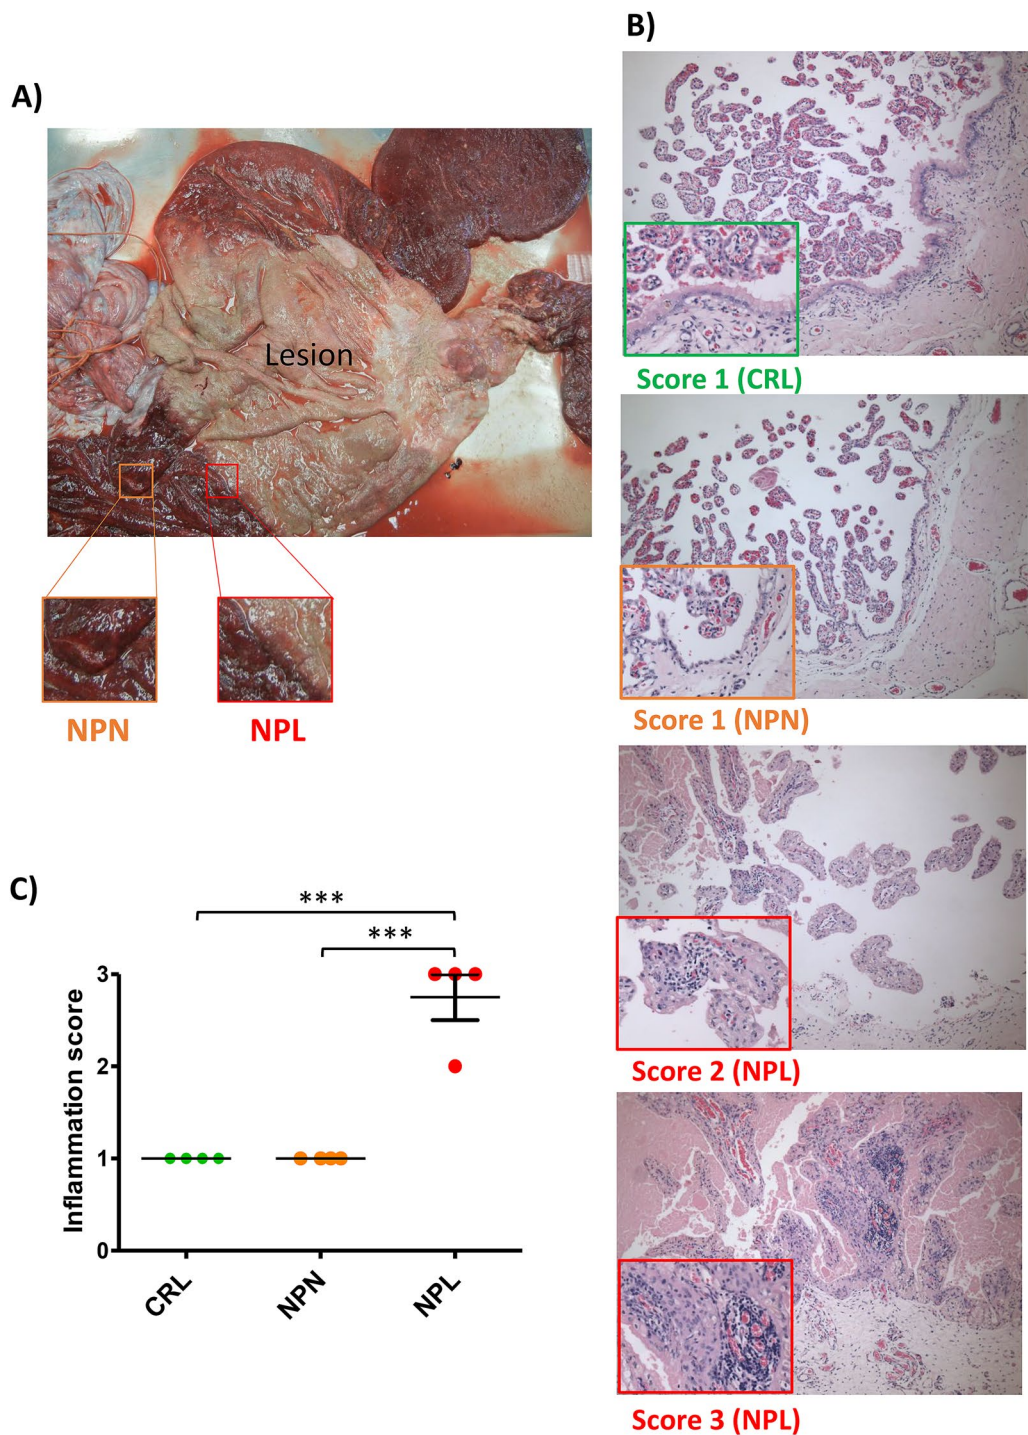 A)
Lesion
NPN
NPL
B)
Score 1 (CRL)
Score 1 (NPN)
Score 2 (NPL)
Score 3 (NPL)
C)
***
***
Inflammation score
3
2
1
0
CRL
NPN
NPL